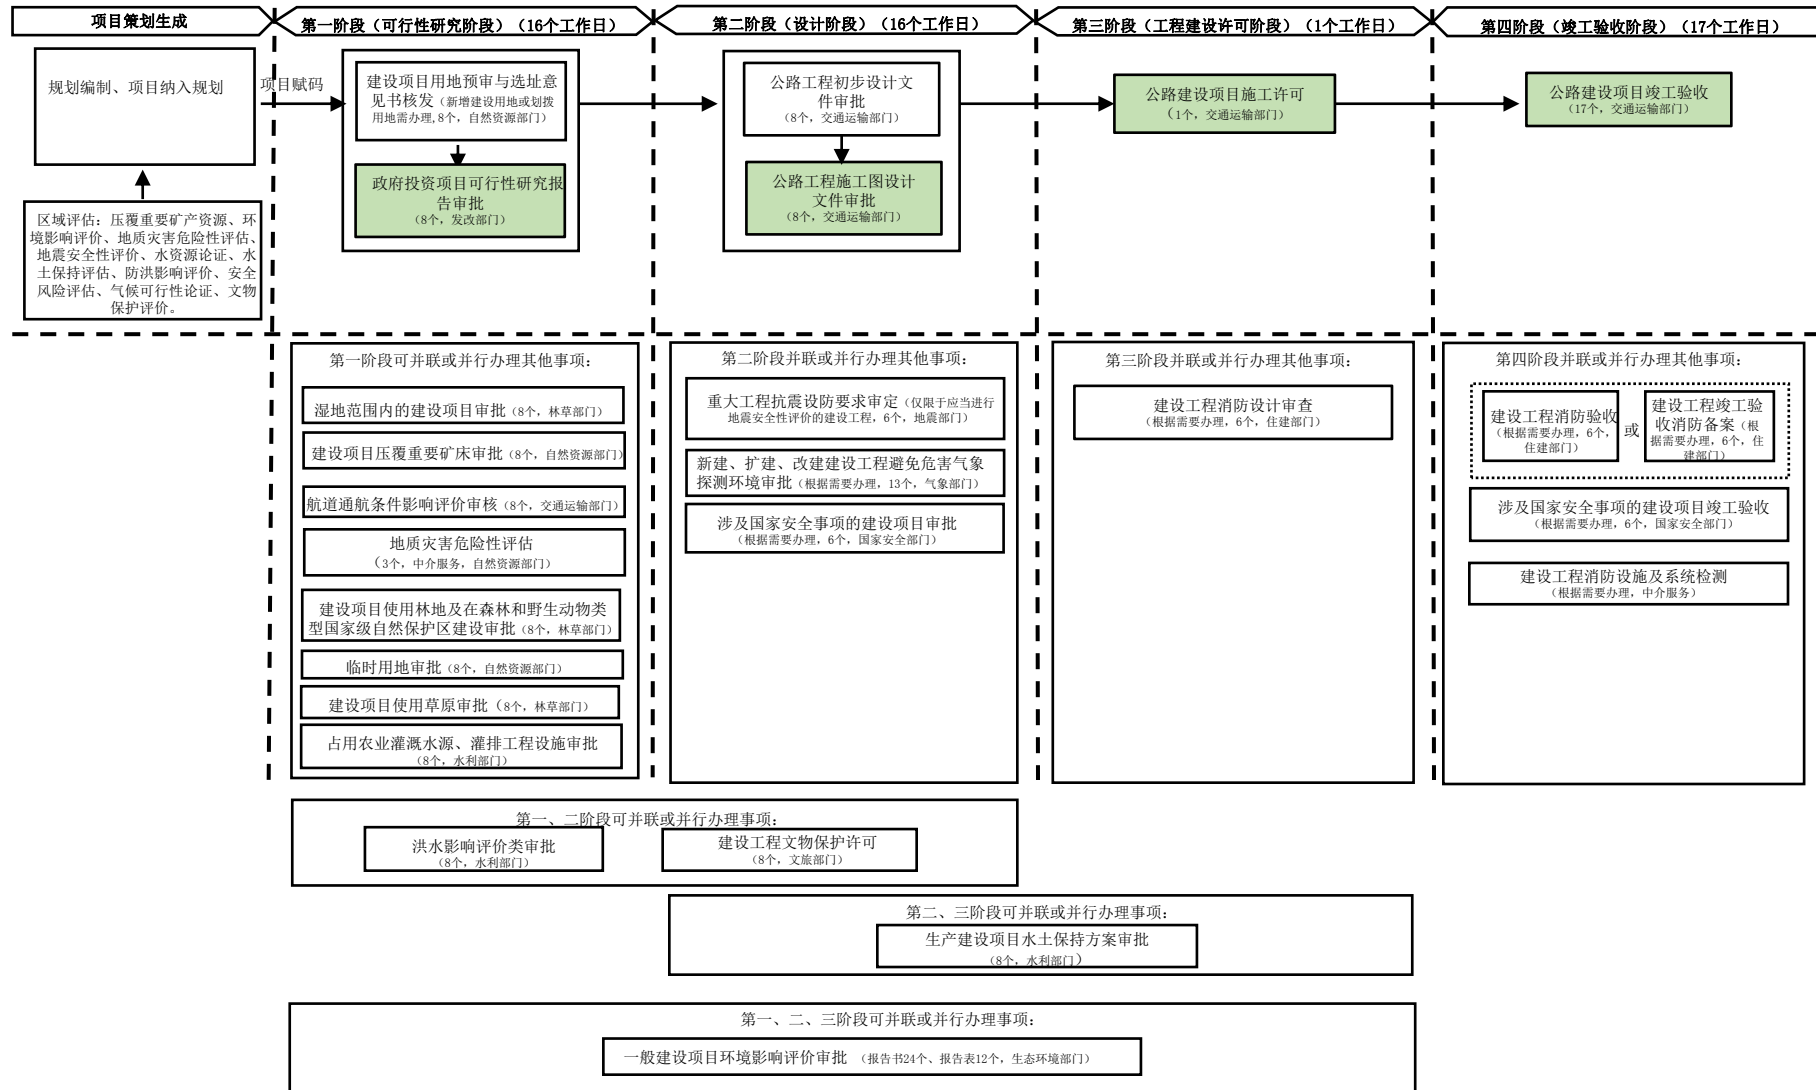 项目策划生成
第一阶段（可行性研究阶段）（16个工作日）
第二阶段（设计阶段）（16个工作日）
第三阶段（工程建设许可阶段）（1个工作日）
第四阶段（竣工验收阶段）（17个工作日）
规划编制、项目纳入规划
项目赋码
建设项目用地预审与选址意
见书核发（新增建设用地或划拨
用地需办理,8个，自然资源部门）
政府投资项目可行性研究报
告审批
（8个，发改部门）
公路工程初步设计文
件审批
（8个，交通运输部门）
公路工程施工图设计
文件审批
（8个，交通运输部门）
公路建设项目施工许可
（1个，交通运输部门）
公路建设项目竣工验收
（17个，交通运输部门）
区域评估：压覆重要矿产资源、环
境影响评价、地质灾害危险性评估、
地震安全性评价、水资源论证、水
土保持评估、防洪影响评价、安全
风险评估、气候可行性论证、文物
保护评价。
第一阶段可并联或并行办理其他事项：
湿地范围内的建设项目审批（8个，林草部门）
建设项目压覆重要矿床审批（8个，自然资源部门）
航道通航条件影响评价审核（8个，交通运输部门）
地质灾害危险性评估
（3个，中介服务，自然资源部门）
建设项目使用林地及在森林和野生动物类
型国家级自然保护区建设审批（8个，林草部门）
临时用地审批（8个，自然资源部门）
建设项目使用草原审批（8个，林草部门）
占用农业灌溉水源、灌排工程设施审批
（8个，水利部门）
第二阶段并联或并行办理其他事项：
重大工程抗震设防要求审定（仅限于应当进行
地震安全性评价的建设工程，6个，地震部门）
新建、扩建、改建建设工程避免危害气象
探测环境审批（根据需要办理，13个，气象部门）
涉及国家安全事项的建设项目审批
（根据需要办理，6个，国家安全部门）
第三阶段并联或并行办理其他事项：
建设工程消防设计审查
（根据需要办理，6个，住建部门）
第四阶段并联或并行办理其他事项：
建设工程消防验收
（根据需要办理，6个，
住建部门）
或
建设工程竣工验
收消防备案（根
据需要办理，6个，住
建部门）
涉及国家安全事项的建设项目竣工验收
（根据需要办理，6个，国家安全部门）
建设工程消防设施及系统检测
（根据需要办理，中介服务）
第一、二阶段可并联或并行办理事项：
洪水影响评价类审批
（8个，水利部门）
建设工程文物保护许可
（8个，文旅部门）
第二、三阶段可并联或并行办理事项：
生产建设项目水土保持方案审批
（8个，水利部门）
第一、二、三阶段可并联或并行办理事项：
一般建设项目环境影响评价审批 （报告书24个、报告表12个，生态环境部门）